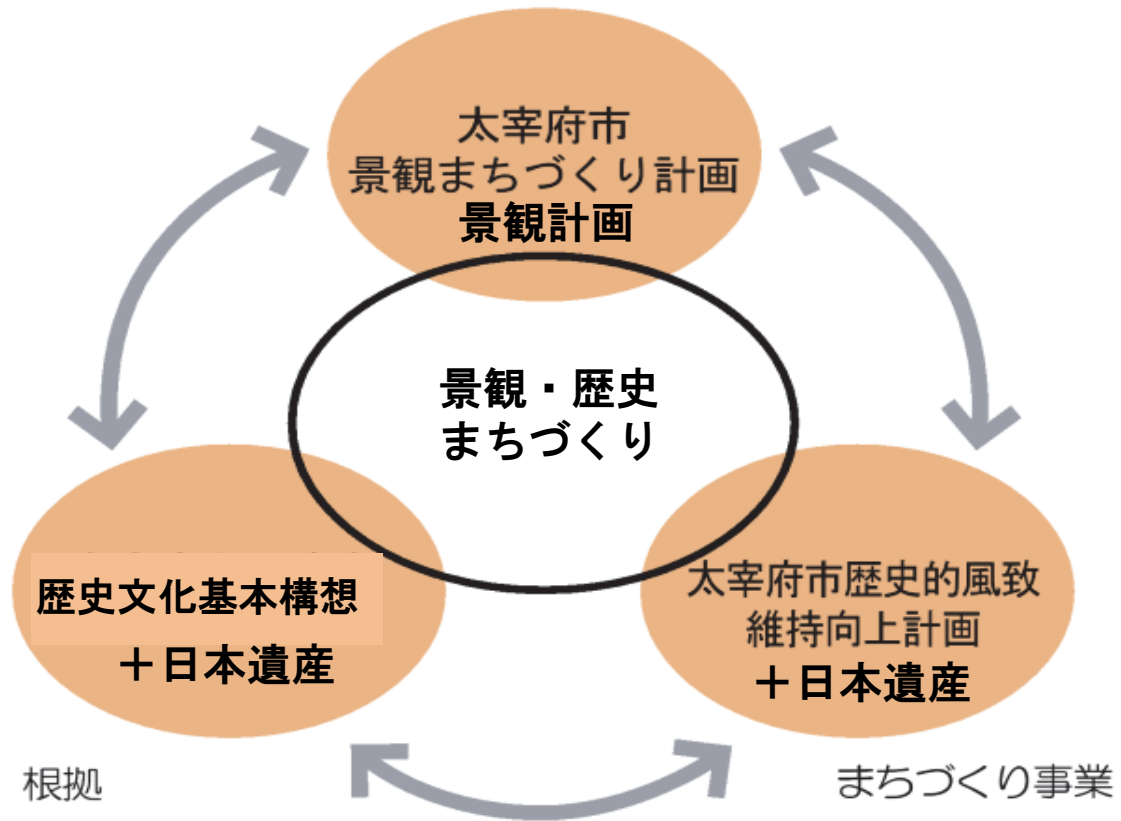 太宰府市
景観まちづくり計画
景観計画
景観・歴史
まちづくり
歴史文化基本構想
＋日本遺産
太宰府市歴史的風致
維持向上計画
＋日本遺産
根拠
まちづくり事業